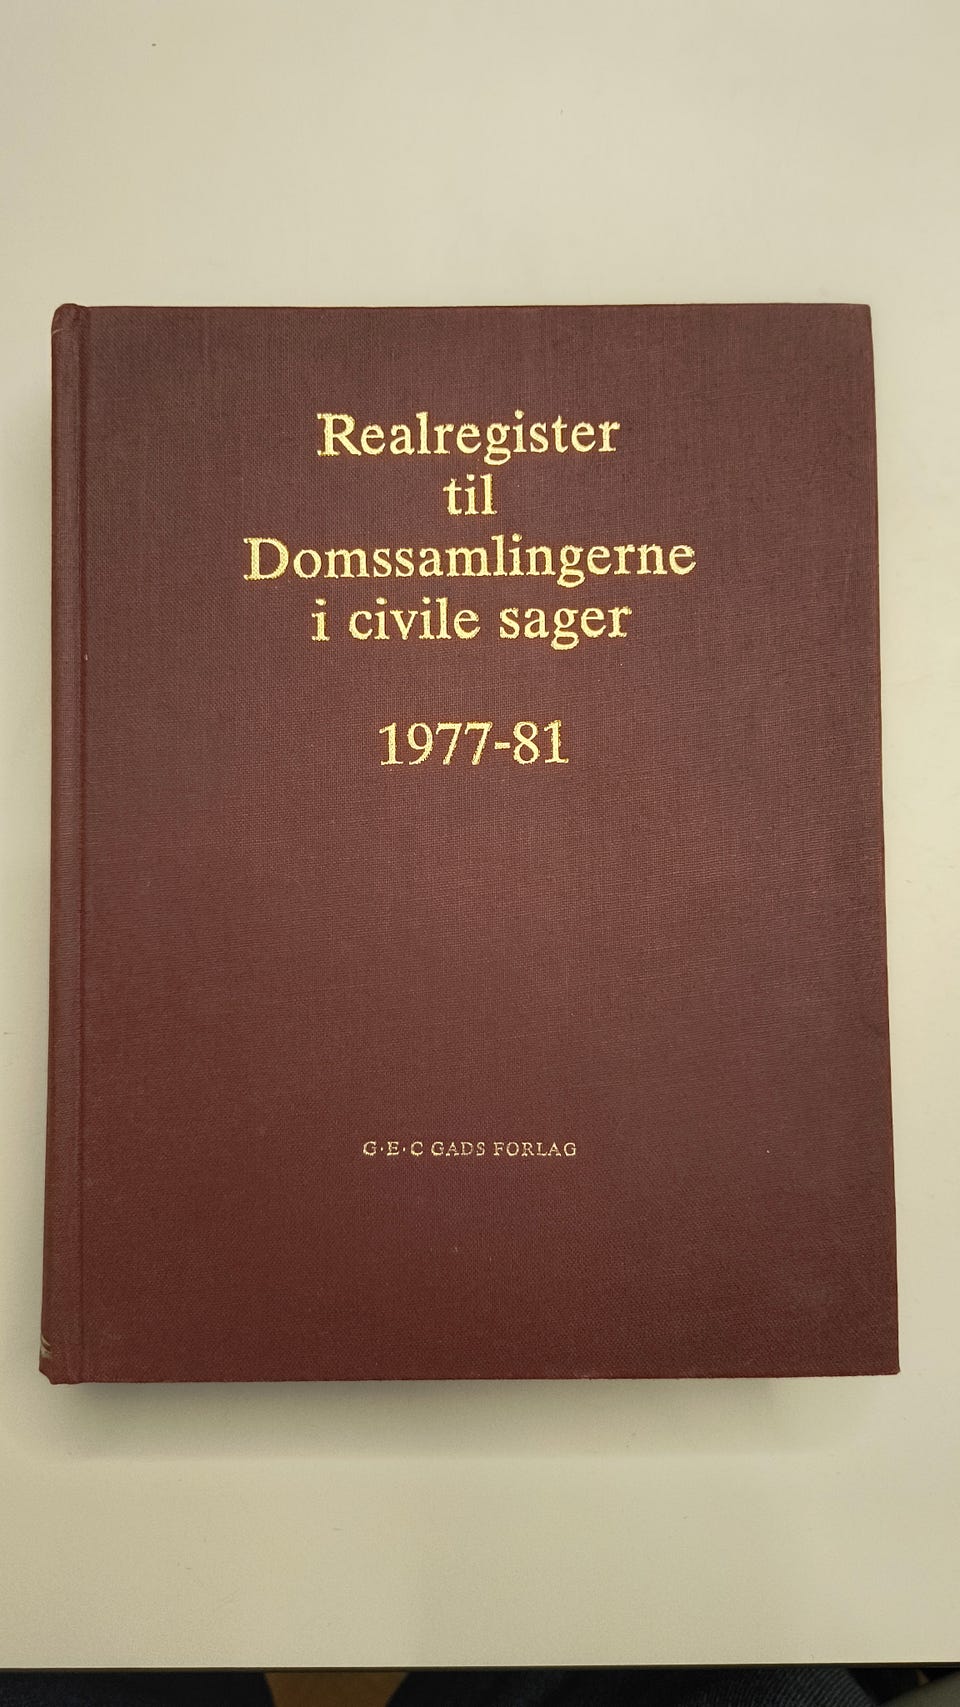 Realregister
til
Domssamlingerne
i civile sager
1977-81
G·E·C GADS FORLAG